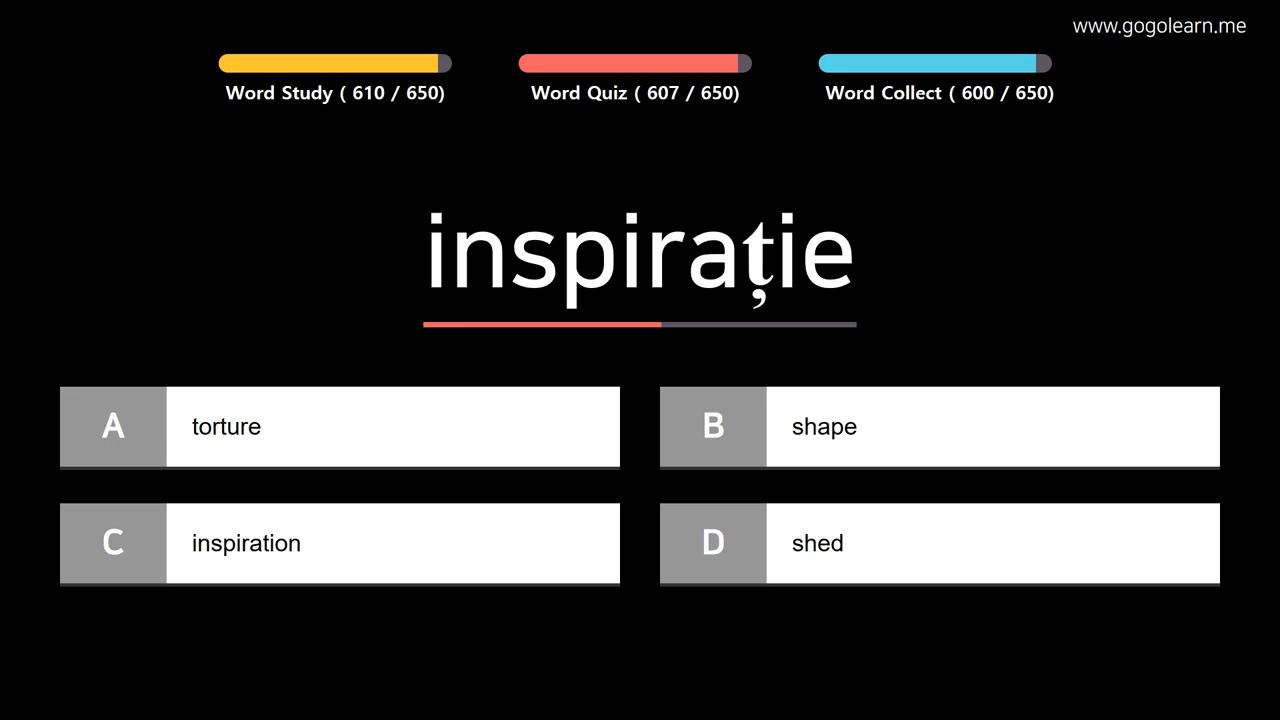 www.gogolearn.me
Word Study ( 610 / 650)
Word Quiz ( 607 / 650)
Word Collect ( 600 / 650)
inspirație
A torture
B shape
C inspiration
D shed